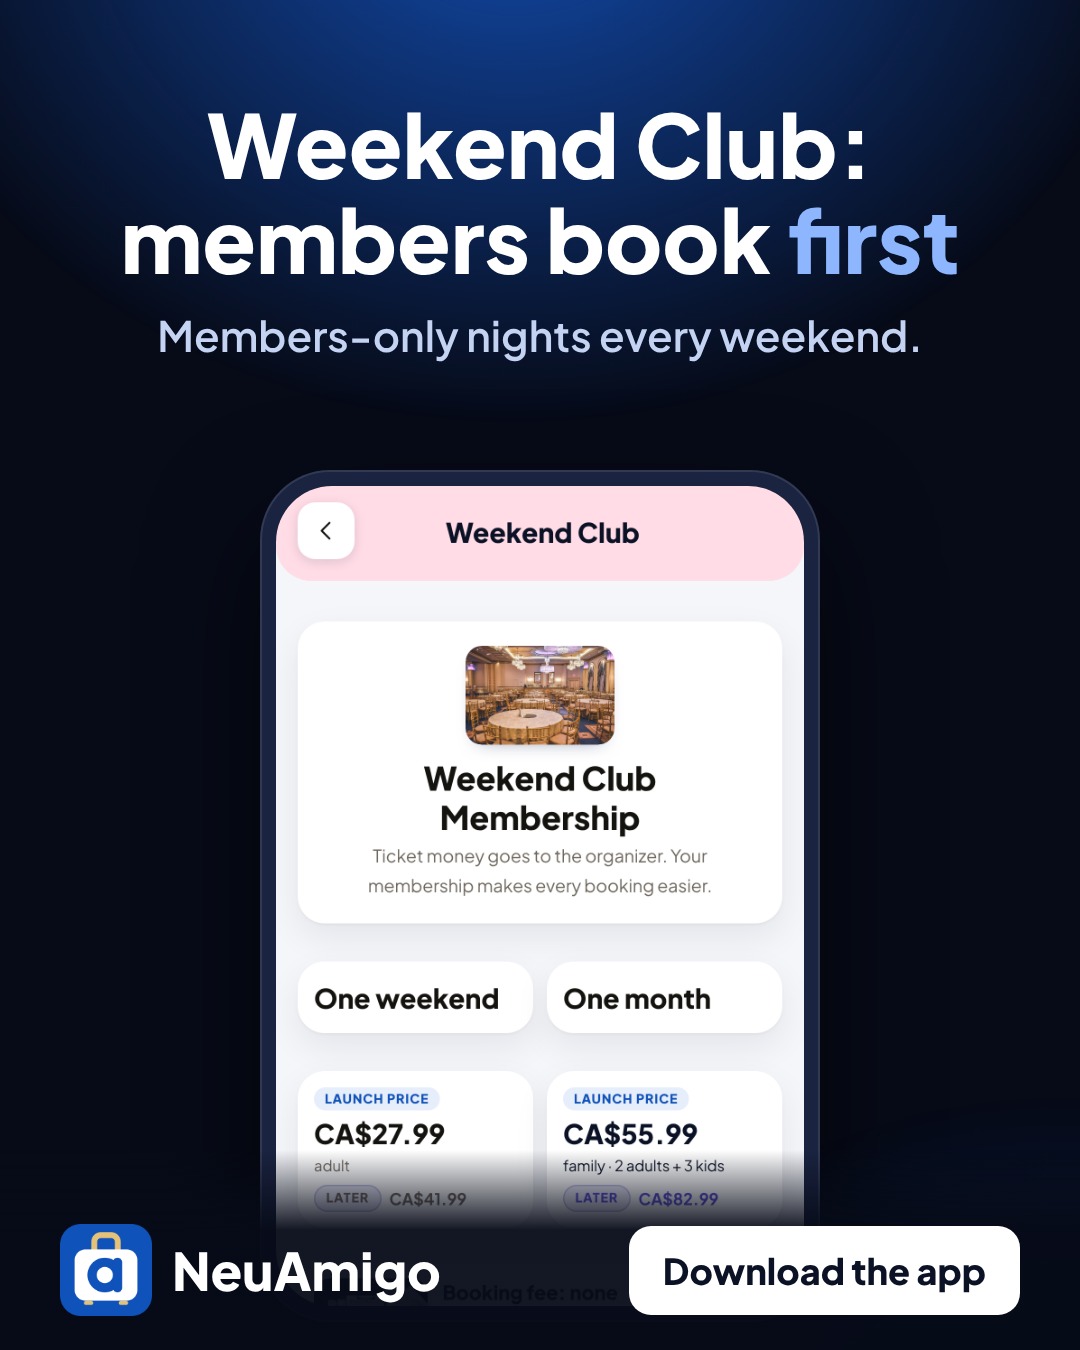 Weekend Club:
members book first
Members-only nights every weekend.
Weekend Club
Weekend Club
Membership
Ticket money goes to the organizer. Your
membership makes every booking easier.
One weekend
One month
LAUNCH PRICE
CA$27.99
adult
LATER CA$41.99
LAUNCH PRICE
CA$55.99
family · 2 adults + 3 kids
LATER CA$82.99
Booking fee: none
a
NeuAmigo
Download the app